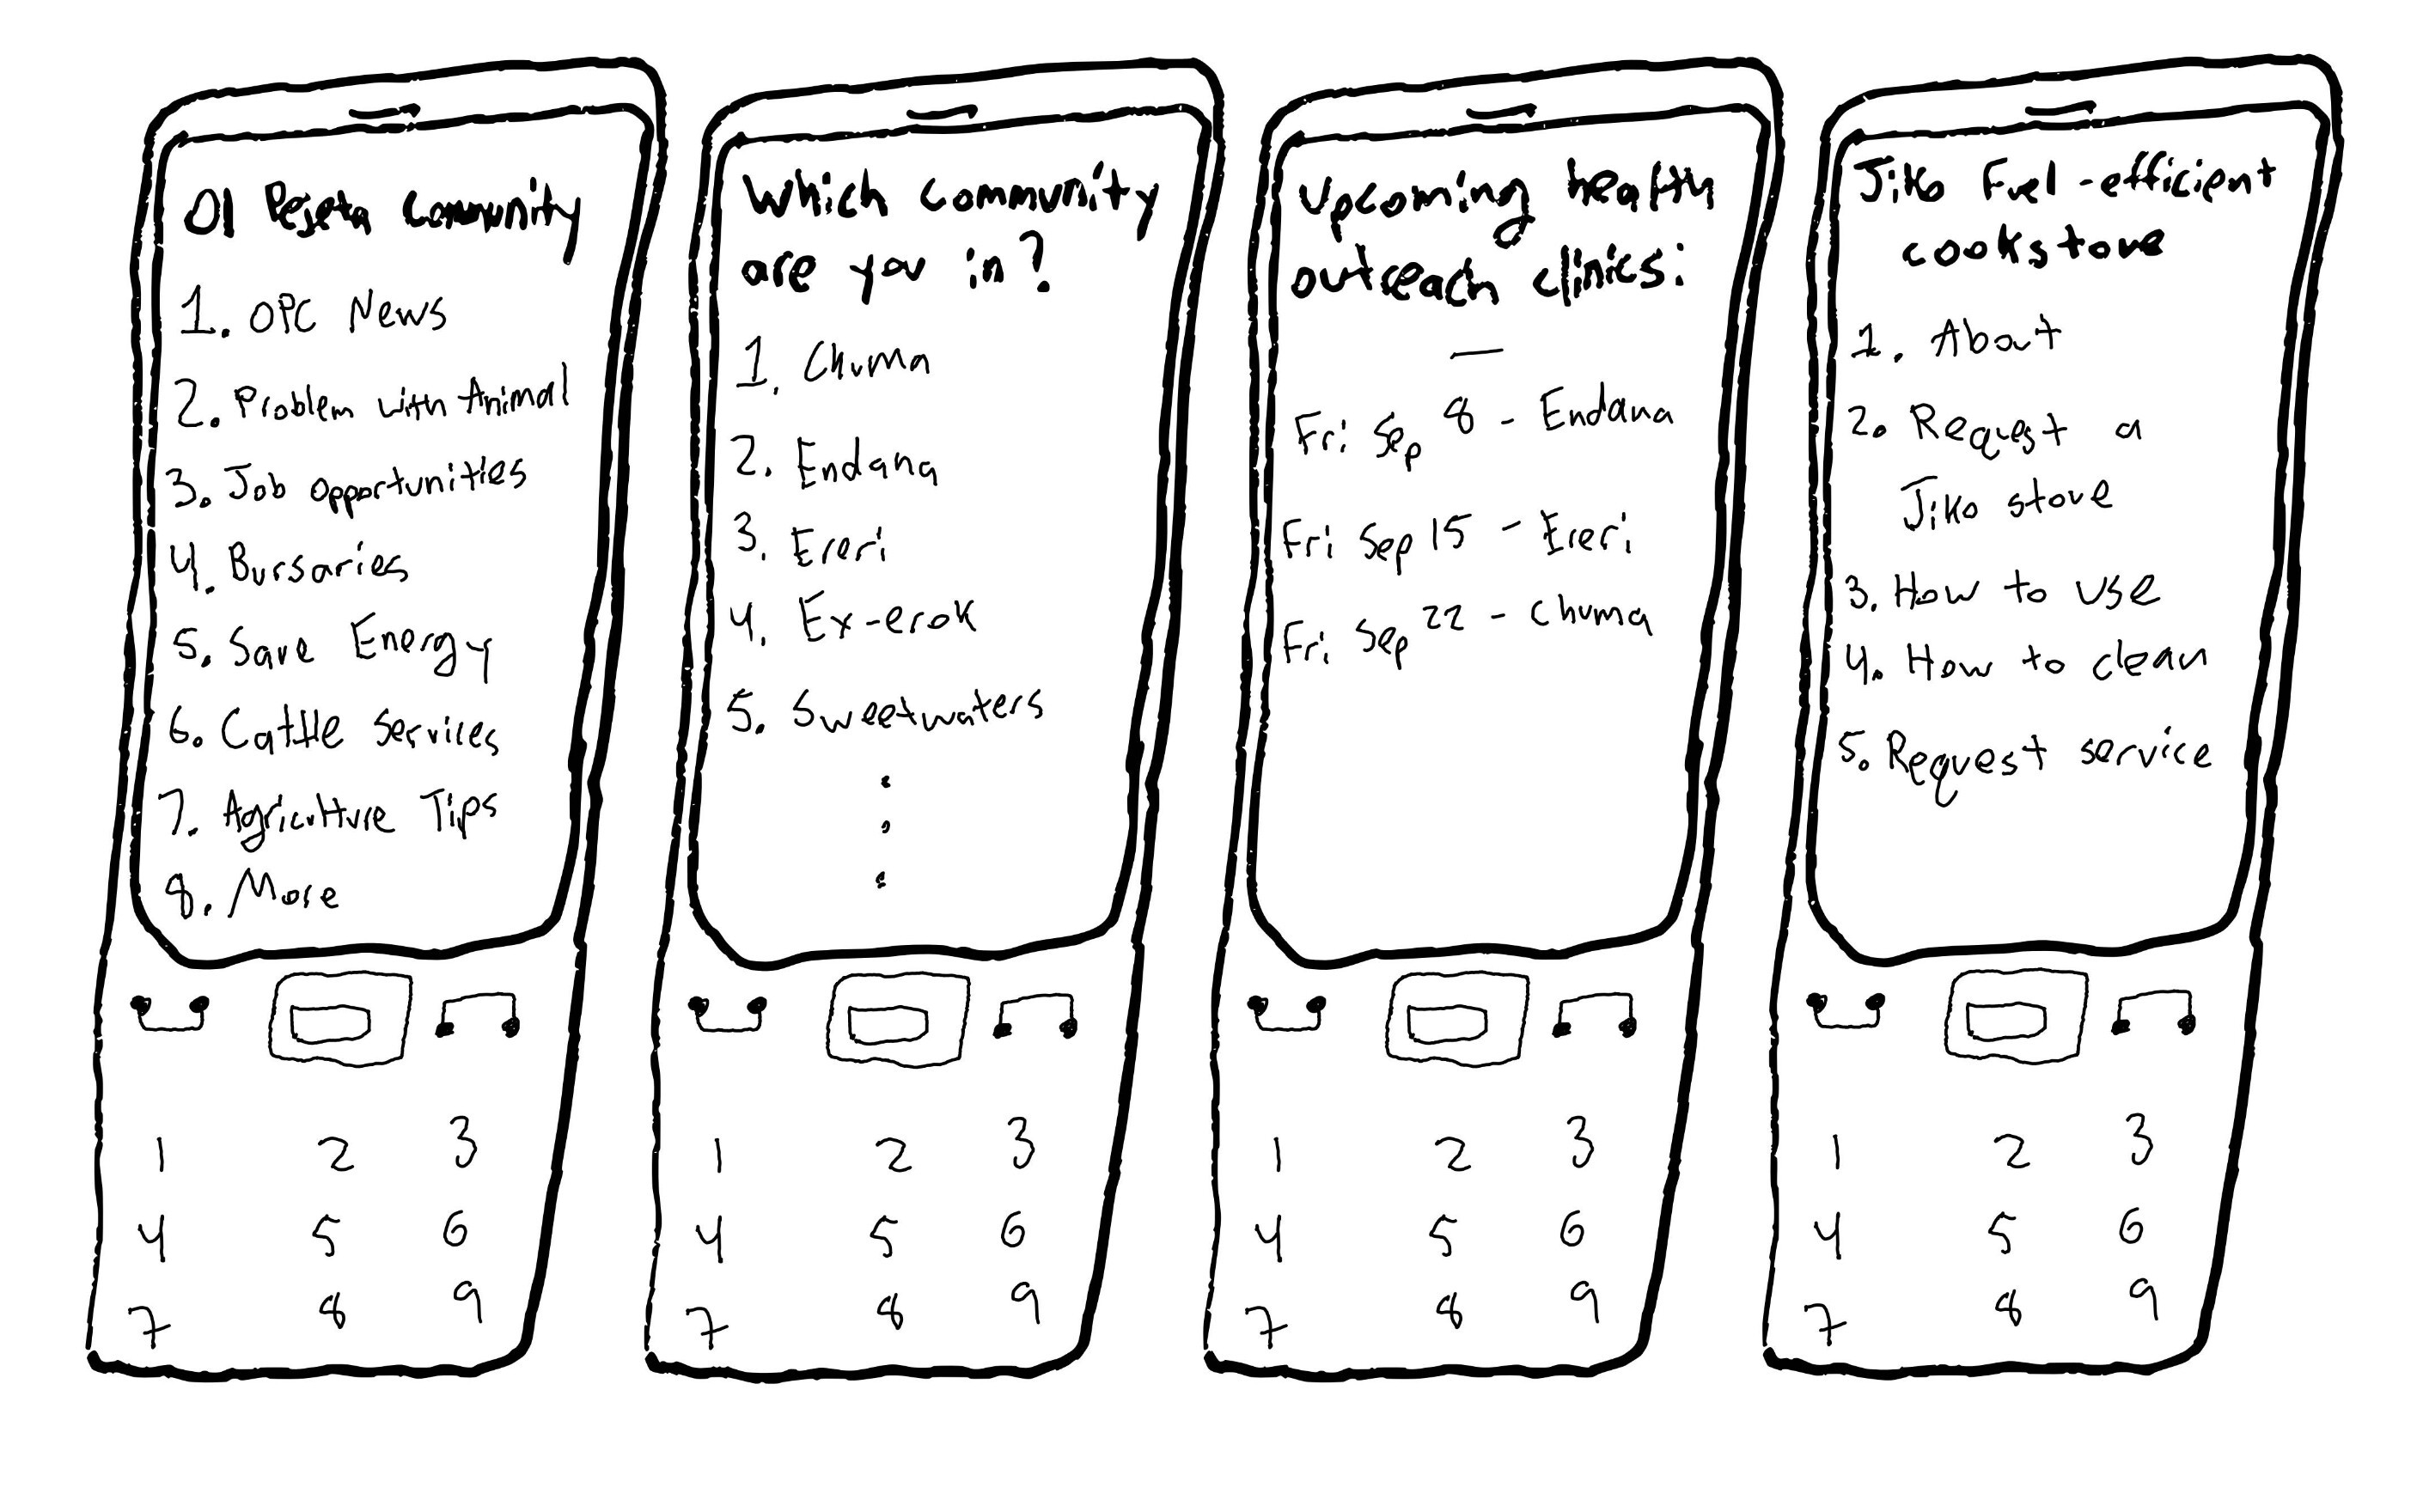 Ol Pejeta Community
1. OPC News
2. Problem with Animal
3. Job opportunities
4. Bursaries
5. Save Energy
6. Cattle Services
7. Agriculture Tips
8. More
1 2 3
4 5 6
7 8 9
Which community
are you in?
1. Chuma
2. Endana
3. Ereri
4. Ex-erok
5. Sweetwaters
1 2 3
4 5 6
7 8 9
Upcoming health
outreach clinics:
Fri Sep 8 - Endana
Fri Sep 15 - Ereri
Fri Sep 22 - Chuma
1 2 3
4 5 6
7 8 9
Jiko Fuel-efficient
cookstove
1. About
2. Request a
Jiko stove
3. How to use
4. How to clean
5. Request service
1 2 3
4 5 6
7 8 9